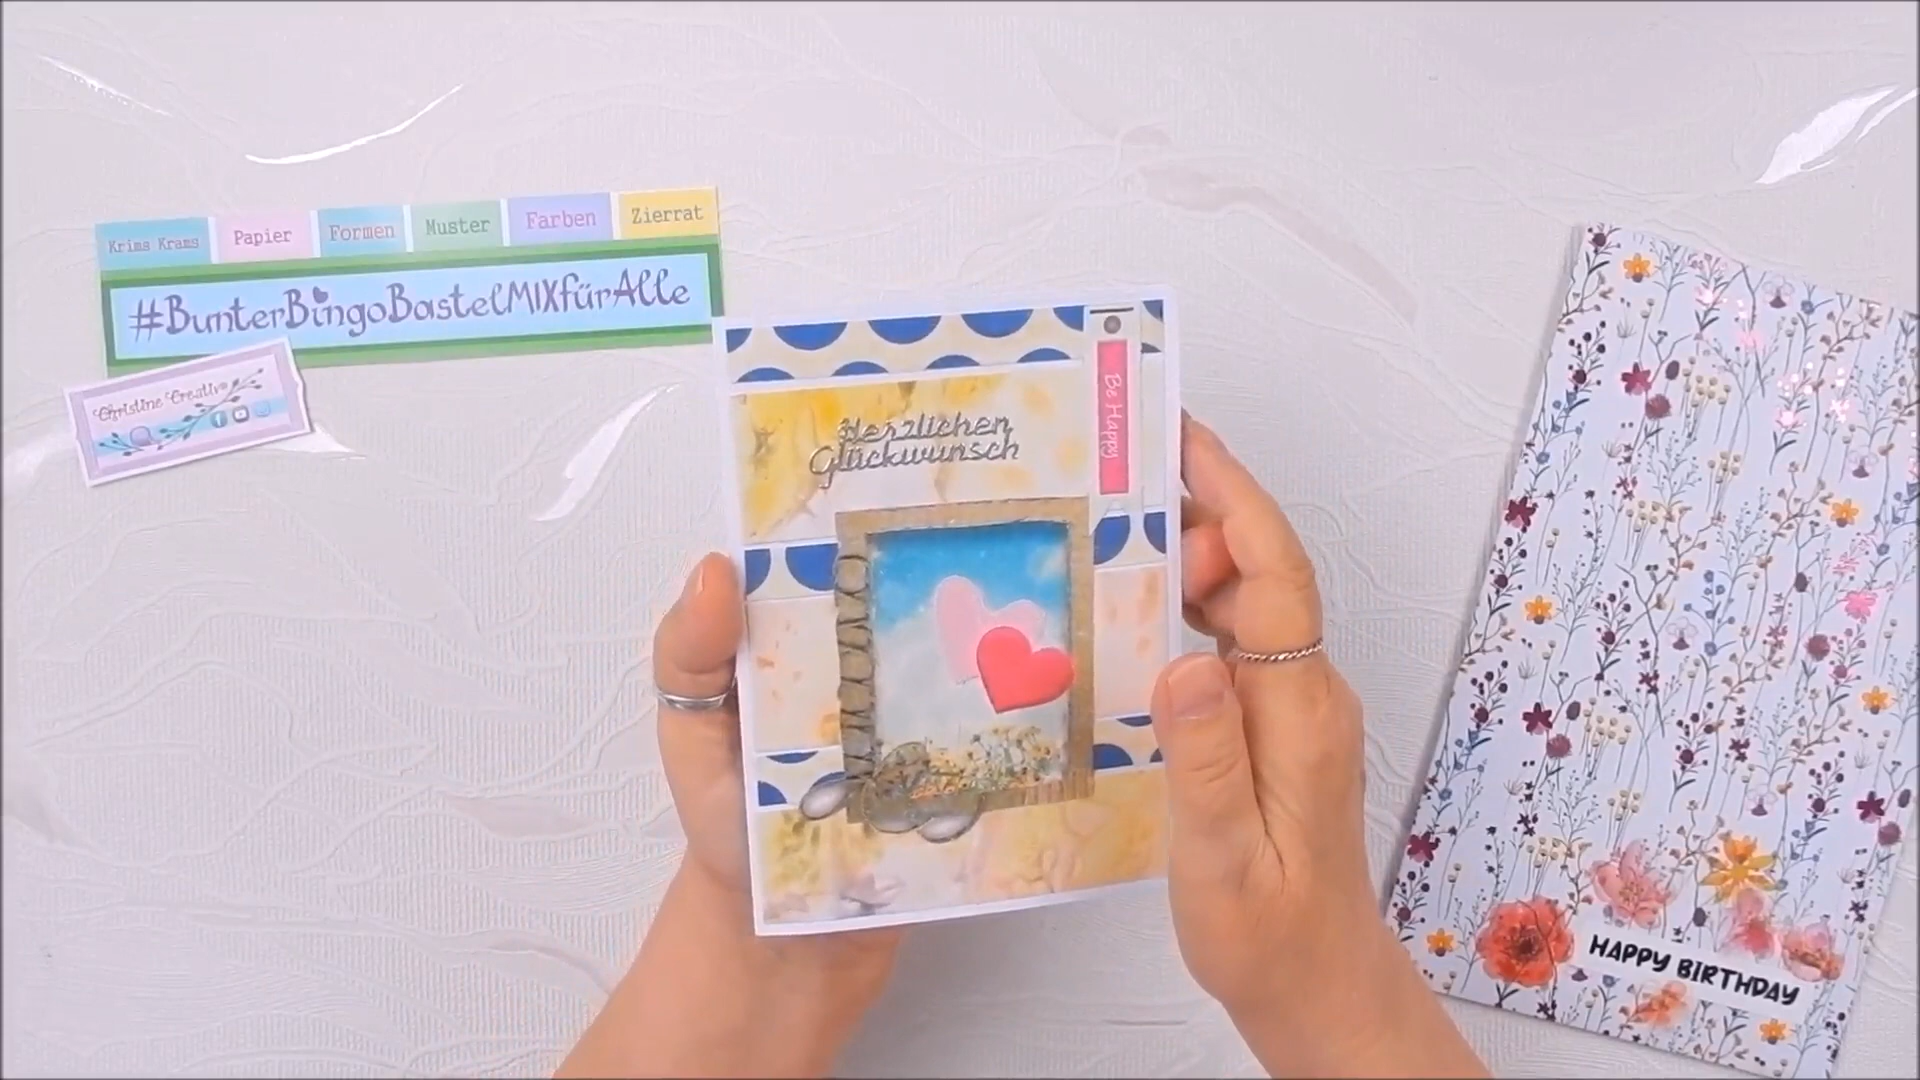 Krims Krams
Papier
Formen
Muster
Farben
Zierrat
#BunterBingoBastelMIXfürAlle
Christine Creativ
Herzlichen
Glückwunsch
Be Happy
HAPPY BIRTHDAY